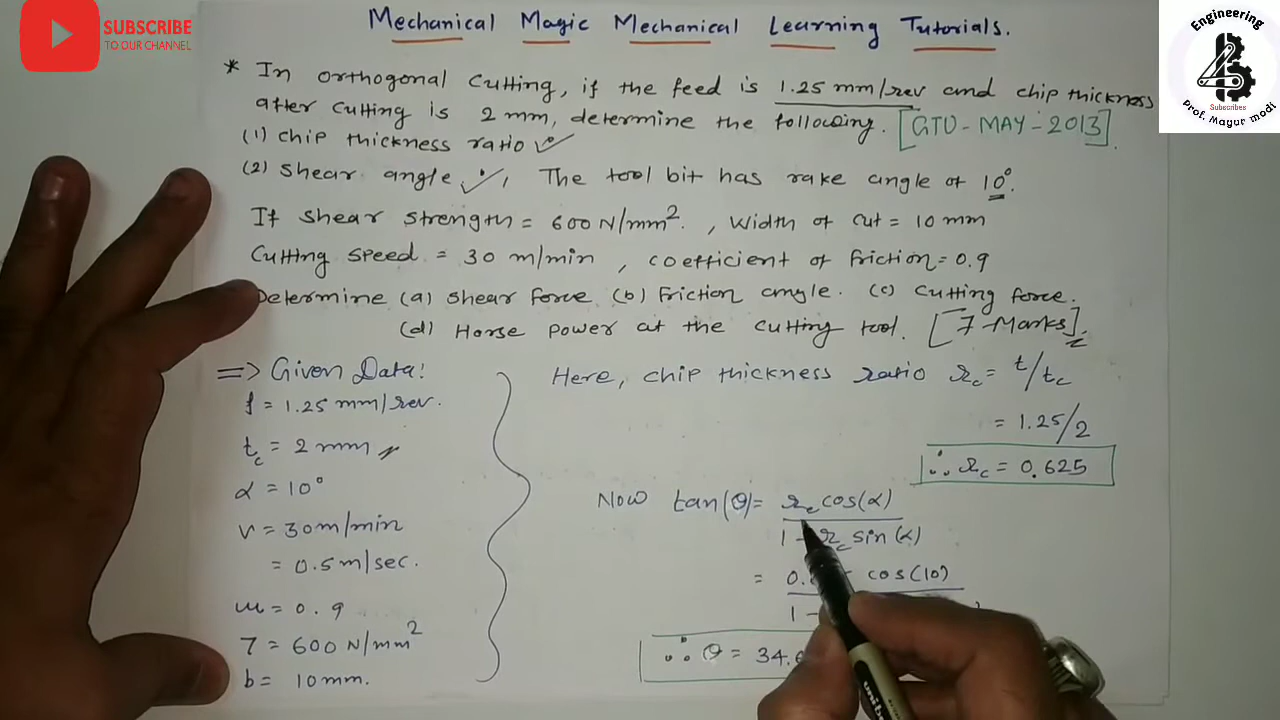 SUBSCRIBE
TO OUR CHANNEL
Mechanical Magic Mechanical Learning Tutorials.
Engineering
Subscribes
Prof. Mayur modi
* In orthogonal cutting, if the feed is 1.25 mm/rev and chip thickness
after cutting is 2 mm, determine the following. [GTU-MAY-2013].
(1) chip thickness ratio
(2) shear angle, The tool bit has rake angle of 10°.
If shear strength = 600 N/mm². , width of cut = 10 mm
Cutting speed = 30 m/min , coefficient of friction = 0.9
Determine (a) shear force (b) Friction angle. (c) cutting force.
(d) Horse power at the cutting tool. [7-Marks].
=> Given Data!
f = 1.25 mm/rev.
tc = 2 mm
α = 10°
v = 30 m/min
= 0.5 m/sec.
μ = 0.9
τ = 600 N/mm²
b = 10 mm.
Here, chip thickness ratio rc = t/tc
= 1.25/2
∴ rc = 0.625
Now tan(θ) = rc cos(α)
1 - rc sin(α)
= cos(10)
1 -
∴ θ =